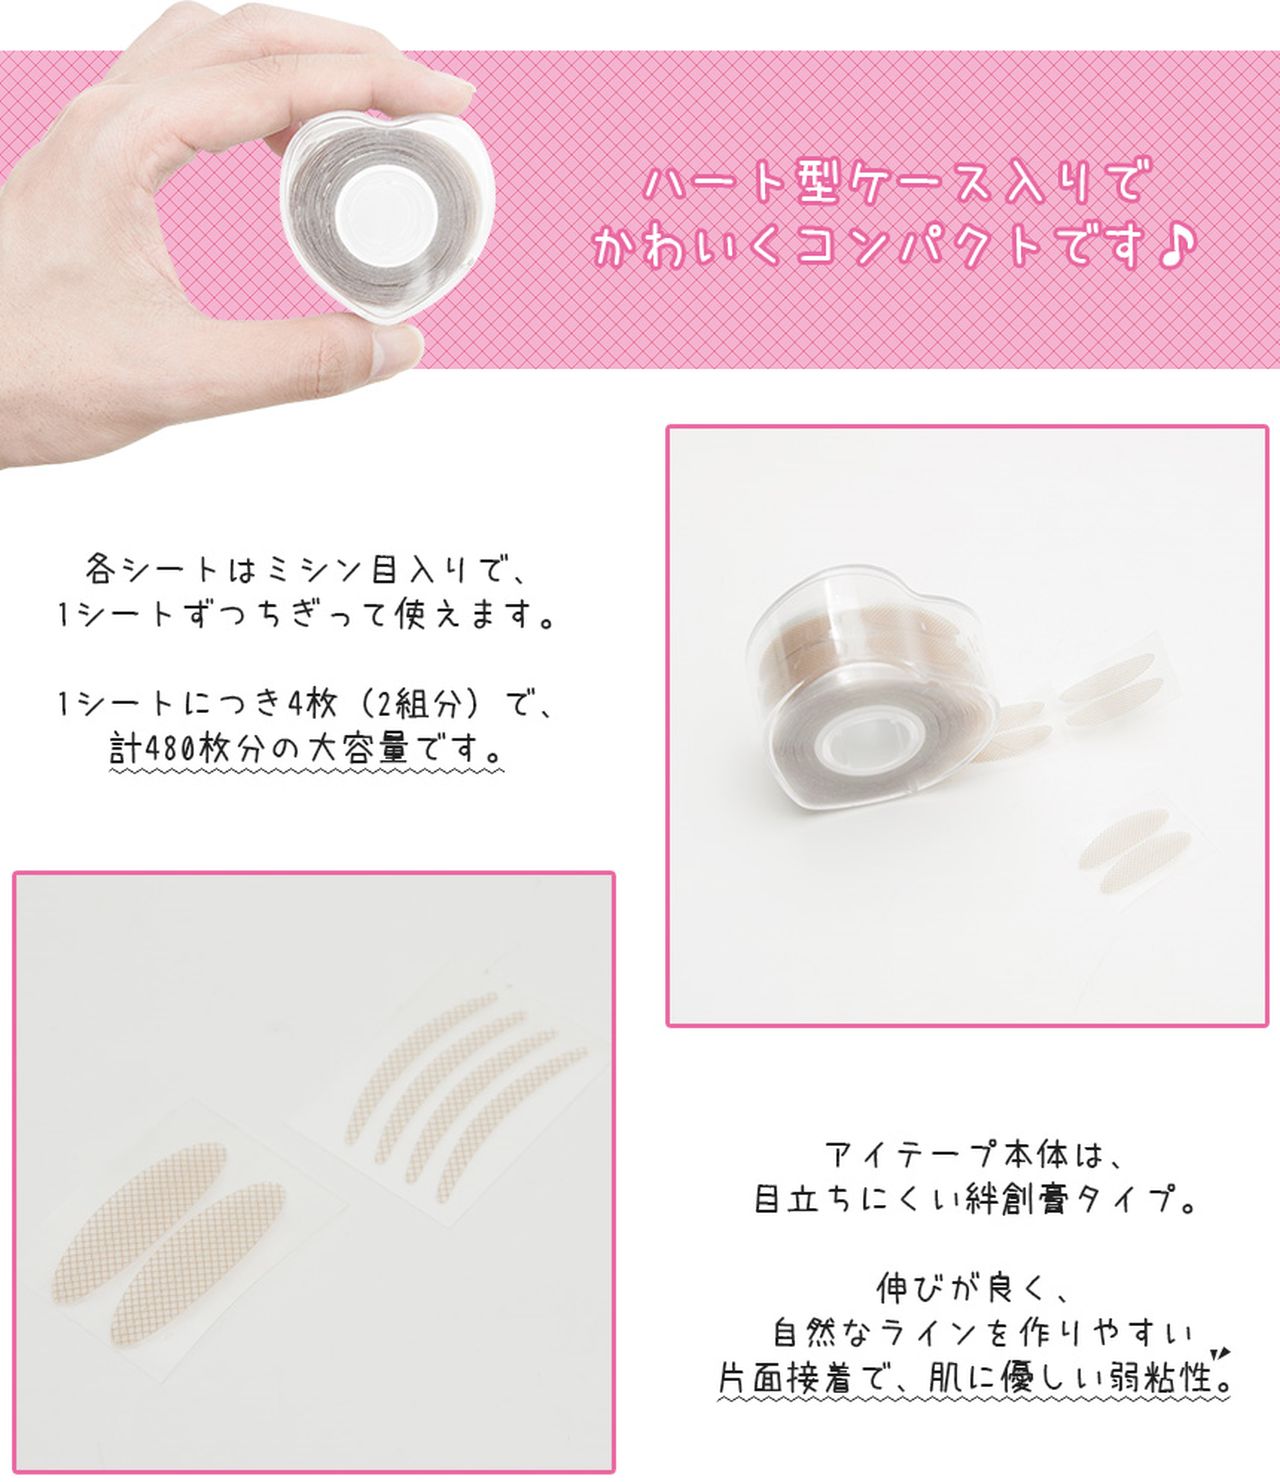 ハート型ケース入りで
かわいくコンパクトです♪
各シートはミシン目入りで、
1シートずつちぎって使えます。
1シートにつき4枚（2組分）で、
計480枚分の大容量です。
アイテープ本体は、
目立ちにくい絆創膏タイプ。
伸びが良く、
自然なラインを作りやすい
片面接着で、肌に優しい弱粘性。